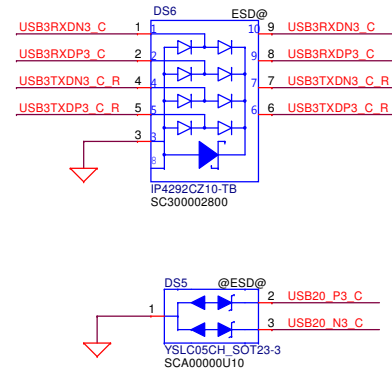 DS6 ESD@
USB3RXDN3_C 1 1 10 9 USB3RXDN3_C
USB3RXDP3_C 2 2 9 8 USB3RXDP3_C
USB3TXDN3_C_R 4 4 7 7 USB3TXDN3_C_R
USB3TXDP3_C_R 5 5 6 6 USB3TXDP3_C_R
3 3
8
IP4292CZ10-TB
SC300002800
DS5 @ESD@
1 2 USB20_P3_C
3 USB20_N3_C
YSLC05CH_SOT23-3
SCA00000U10